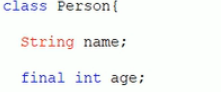 class Person{
String name;
final int age;